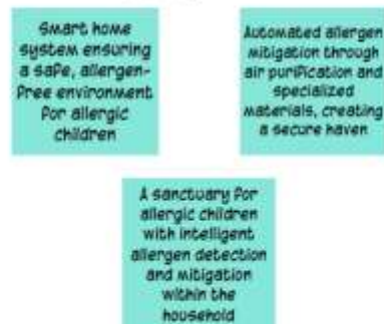 Smart home
system ensuring
a safe, allergen-
free environment
for allergic
children
Automated allergen
mitigation through
air purification and
specialized
materials, creating
a secure haven
A sanctuary for
allergic children
with intelligent
allergen detection
and mitigation
within the
household